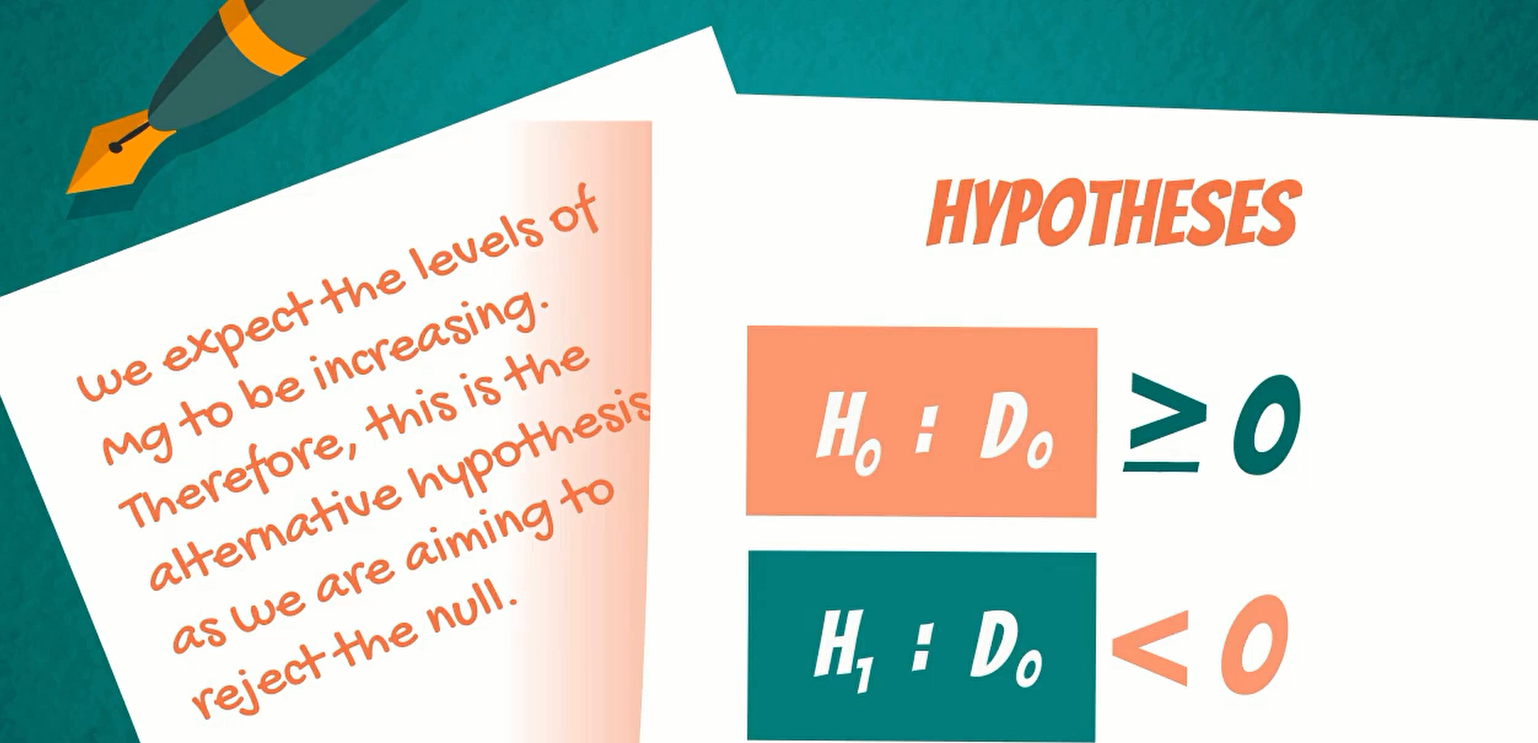 we expect the levels of
Mg to be increasing.
Therefore, this is the
alternative hypothesis
as we are aiming to
reject the null.
HYPOTHESES
H₀ : D₀ ≥ 0
H₁ : D₀ < 0